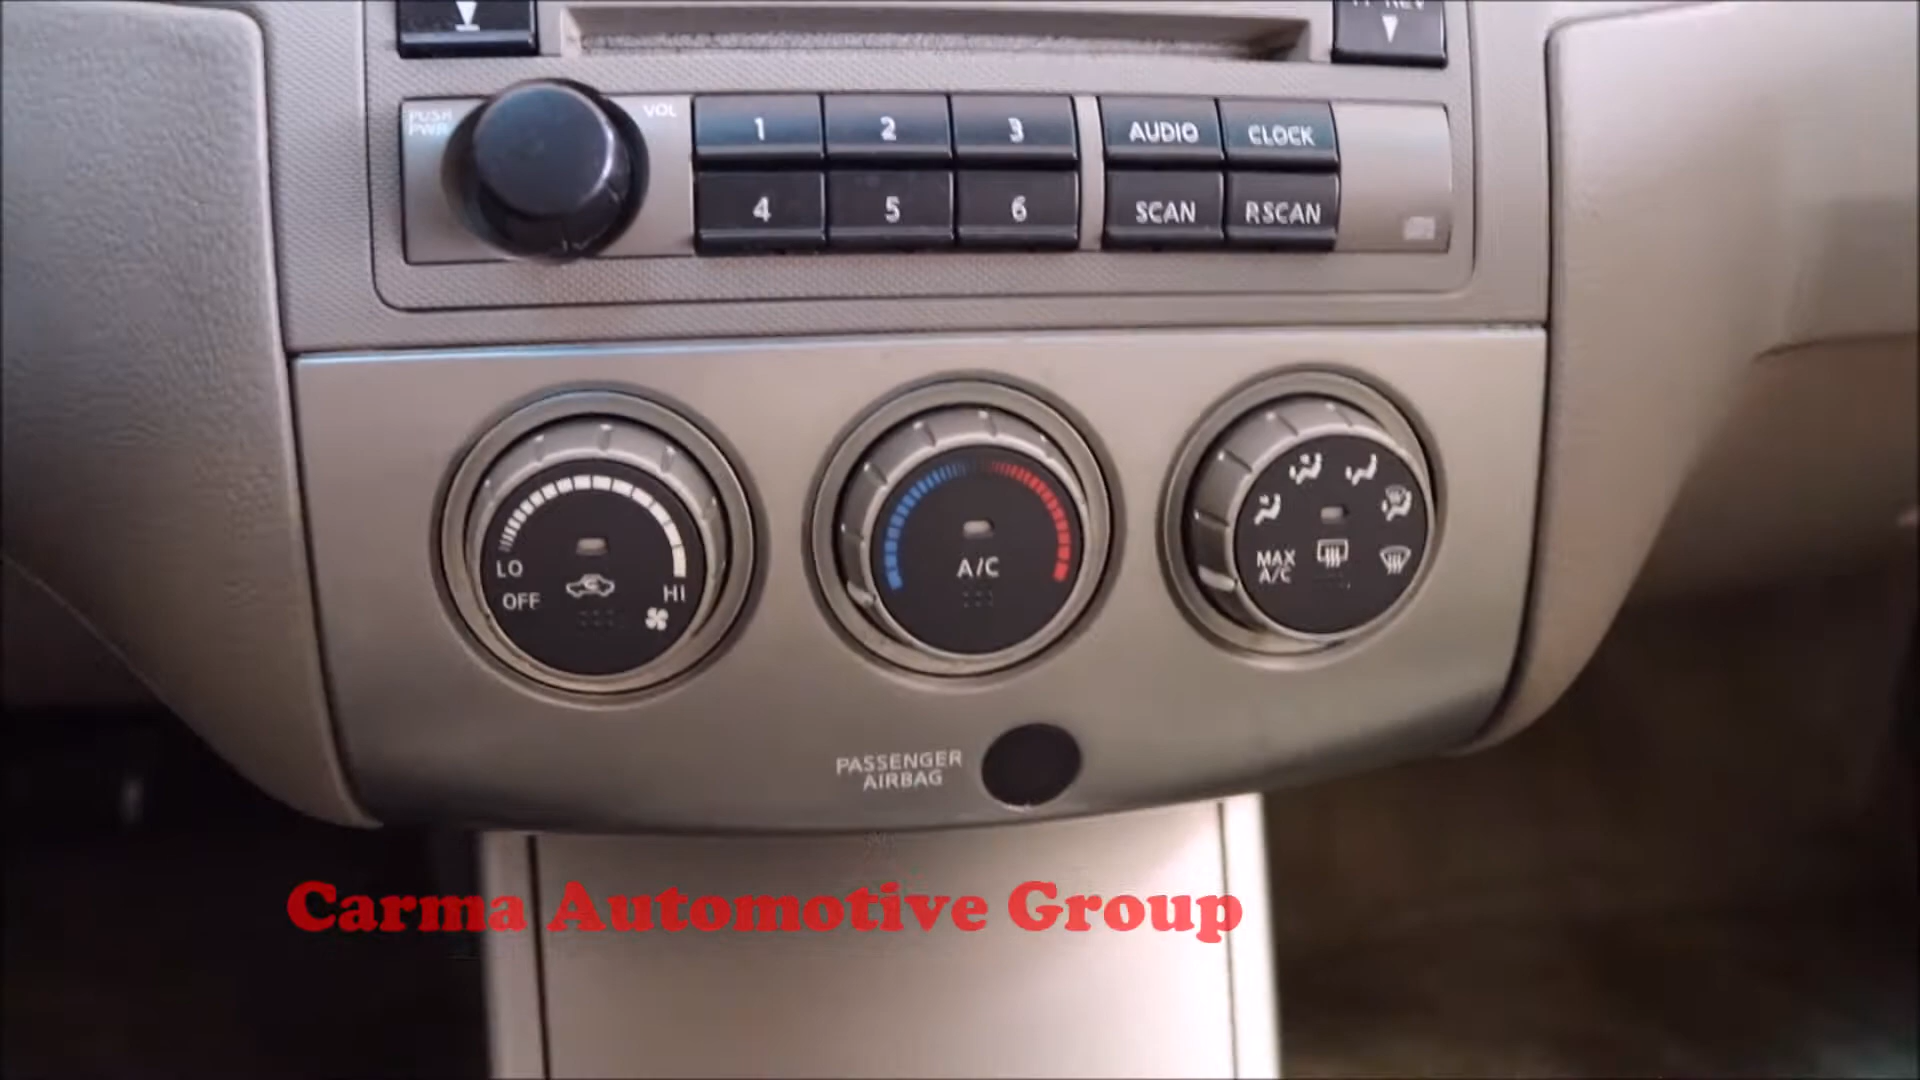 PUSH
PWR
VOL
1 2 3 AUDIO CLOCK
4 5 6 SCAN RSCAN
LO
OFF
HI
A/C
MAX
A/C
PASSENGER
AIRBAG
Carma Automotive Group